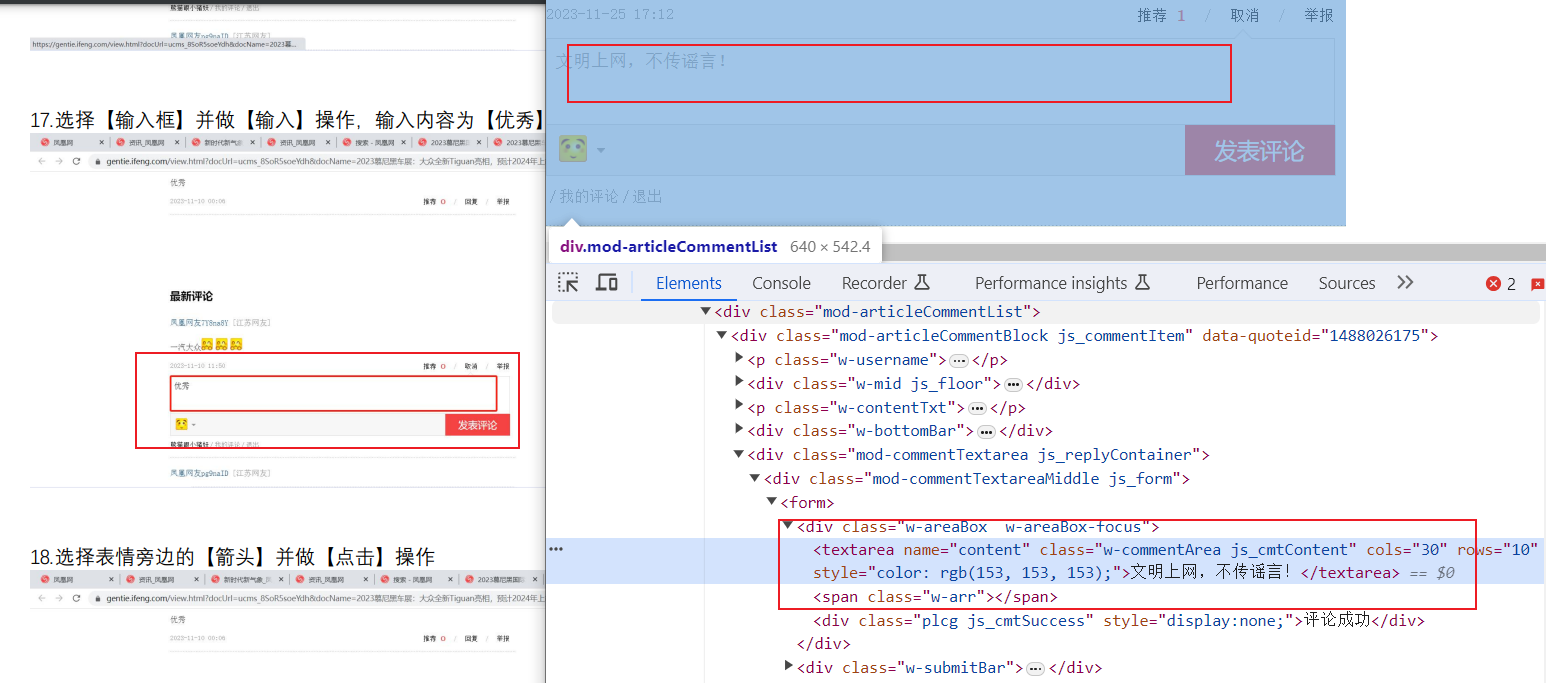 熊猫跟小猪妖 / 我的评论 / 退出
凤凰网友pg9naID [江苏网友]
https://gentie.ifeng.com/view.html?docUrl=ucms_8SoR5soeYdh&docName=2023慕...
17.选择【输入框】并做【输入】操作，输入内容为【优秀】
凤凰网 × 资讯_凤凰网 × 新时代新气象 × 资讯_凤凰网 × 搜索 - 凤凰网 × 2023慕尼黑 × 2023慕尼黑
gentie.ifeng.com/view.html?docUrl=ucms_8SoR5soeYdh&docName=2023慕尼黑车展：大众全新Tiguan亮相，预计2024年上
优秀
2023-11-10 00:06 推荐 0 / 回复 / 举报
最新评论
凤凰网友7Y8na8Y [江苏网友]
一汽大众
2023-11-10 11:50 推荐 0 / 取消 / 举报
优秀
发表评论
熊猫跟小猪妖 / 我的评论 / 退出
凤凰网友pg9naID [江苏网友]
18.选择表情旁边的【箭头】并做【点击】操作
凤凰网 × 资讯_凤凰网 × 新时代新气象_凤 × 资讯_凤凰网 × 搜索 - 凤凰网 × 2023慕尼黑国际 ×
gentie.ifeng.com/view.html?docUrl=ucms_8SoR5soeYdh&docName=2023慕尼黑车展：大众全新Tiguan亮相，预计2024年上
优秀
2023-11-10 00:06 推荐 0 / 回复 / 举报
2023-11-25 17:12 推荐 1 / 取消 / 举报
文明上网，不传谣言！
发表评论
/ 我的评论 / 退出
div.mod-articleCommentList 640 × 542.4
Elements Console Recorder Performance insights Performance Sources 2
<div class="mod-articleCommentList">
<div class="mod-articleCommentBlock js_commentItem" data-quoteid="1488026175">
<p class="w-username">…</p>
<div class="w-mid js_floor">…</div>
<p class="w-contentTxt">…</p>
<div class="w-bottomBar">…</div>
<div class="mod-commentTextarea js_replyContainer">
<div class="mod-commentTextareaMiddle js_form">
<form>
<div class="w-areaBox  w-areaBox-focus">
<textarea name="content" class="w-commentArea js_cmtContent" cols="30" rows="10"
style="color: rgb(153, 153, 153);">文明上网，不传谣言！</textarea> == $0
<span class="w-arr"></span>
<div class="plcg js_cmtSuccess" style="display:none;">评论成功</div>
</div>
<div class="w-submitBar">…</div>